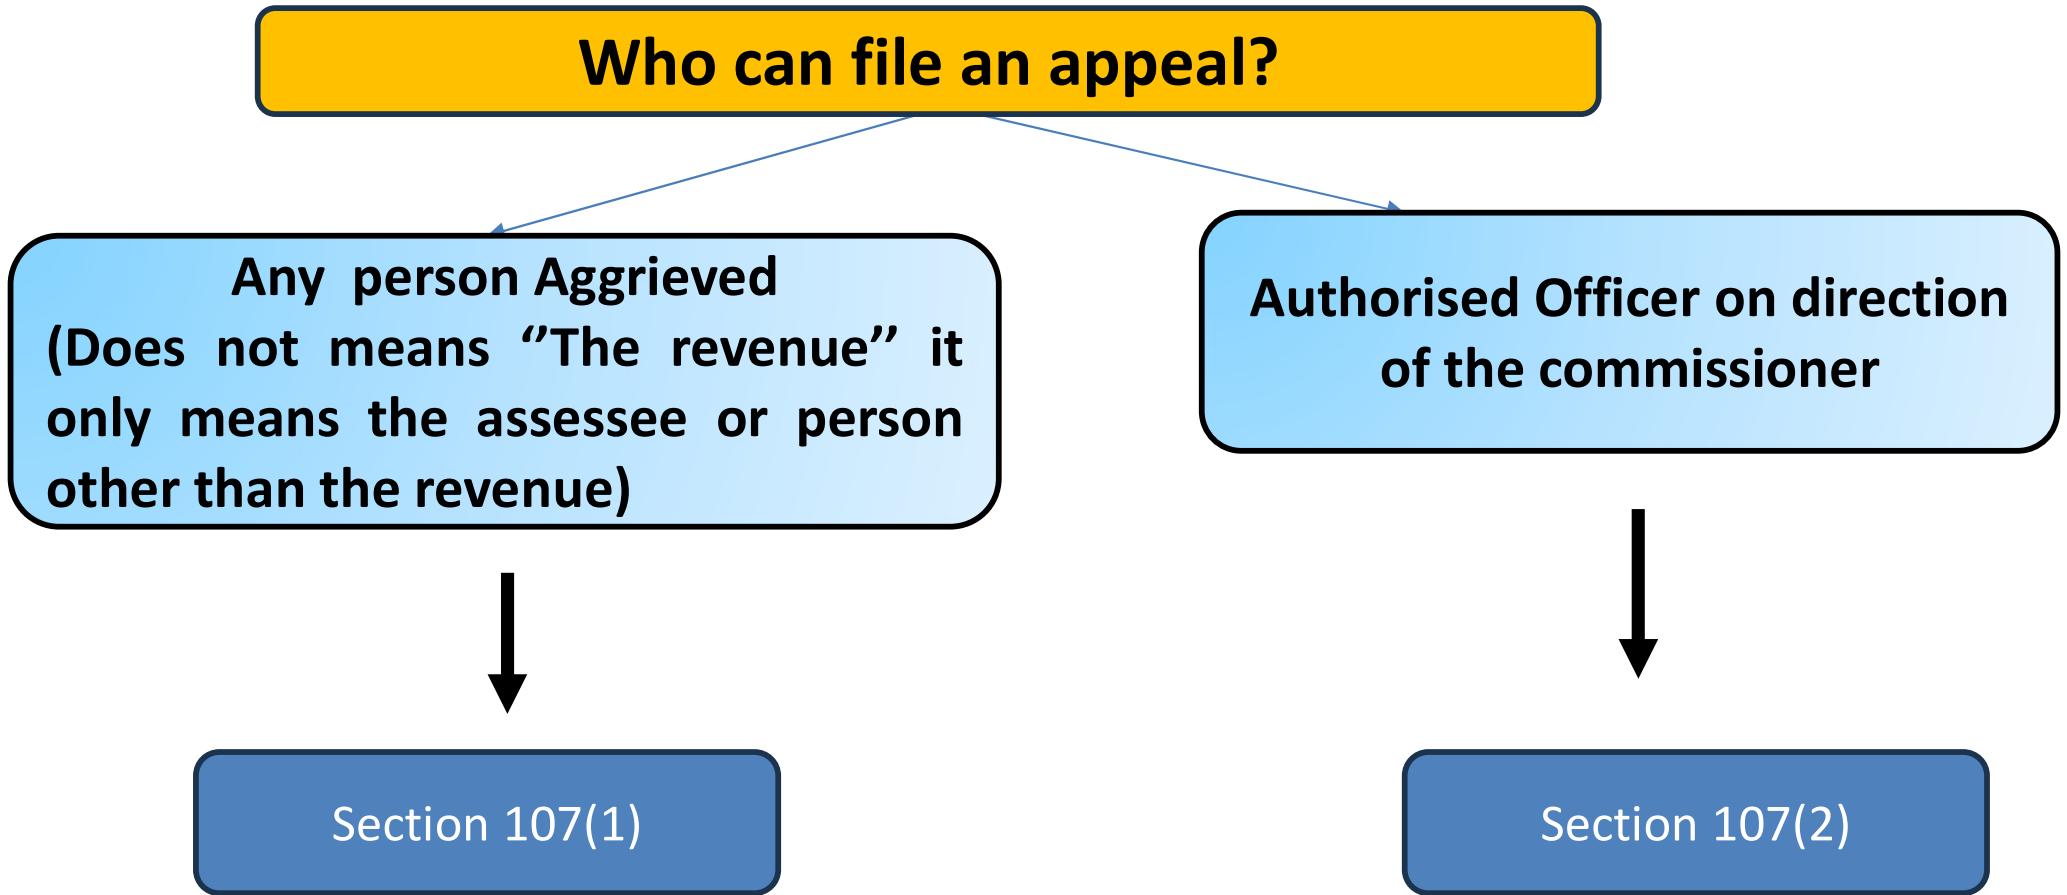 Who can file an appeal?
Any person Aggrieved
(Does not means ‘’The revenue’’ it
only means the assessee or person
other than the revenue)
Authorised Officer on direction
of the commissioner
Section 107(1)
Section 107(2)